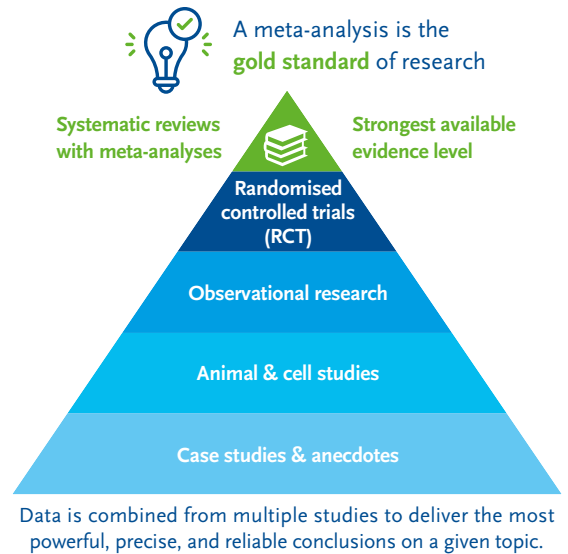 A meta-analysis is the
gold standard of research
Systematic reviews
with meta-analyses
Strongest available
evidence level
Randomised
controlled trials
(RCT)
Observational research
Animal & cell studies
Case studies & anecdotes
Data is combined from multiple studies to deliver the most
powerful, precise, and reliable conclusions on a given topic.